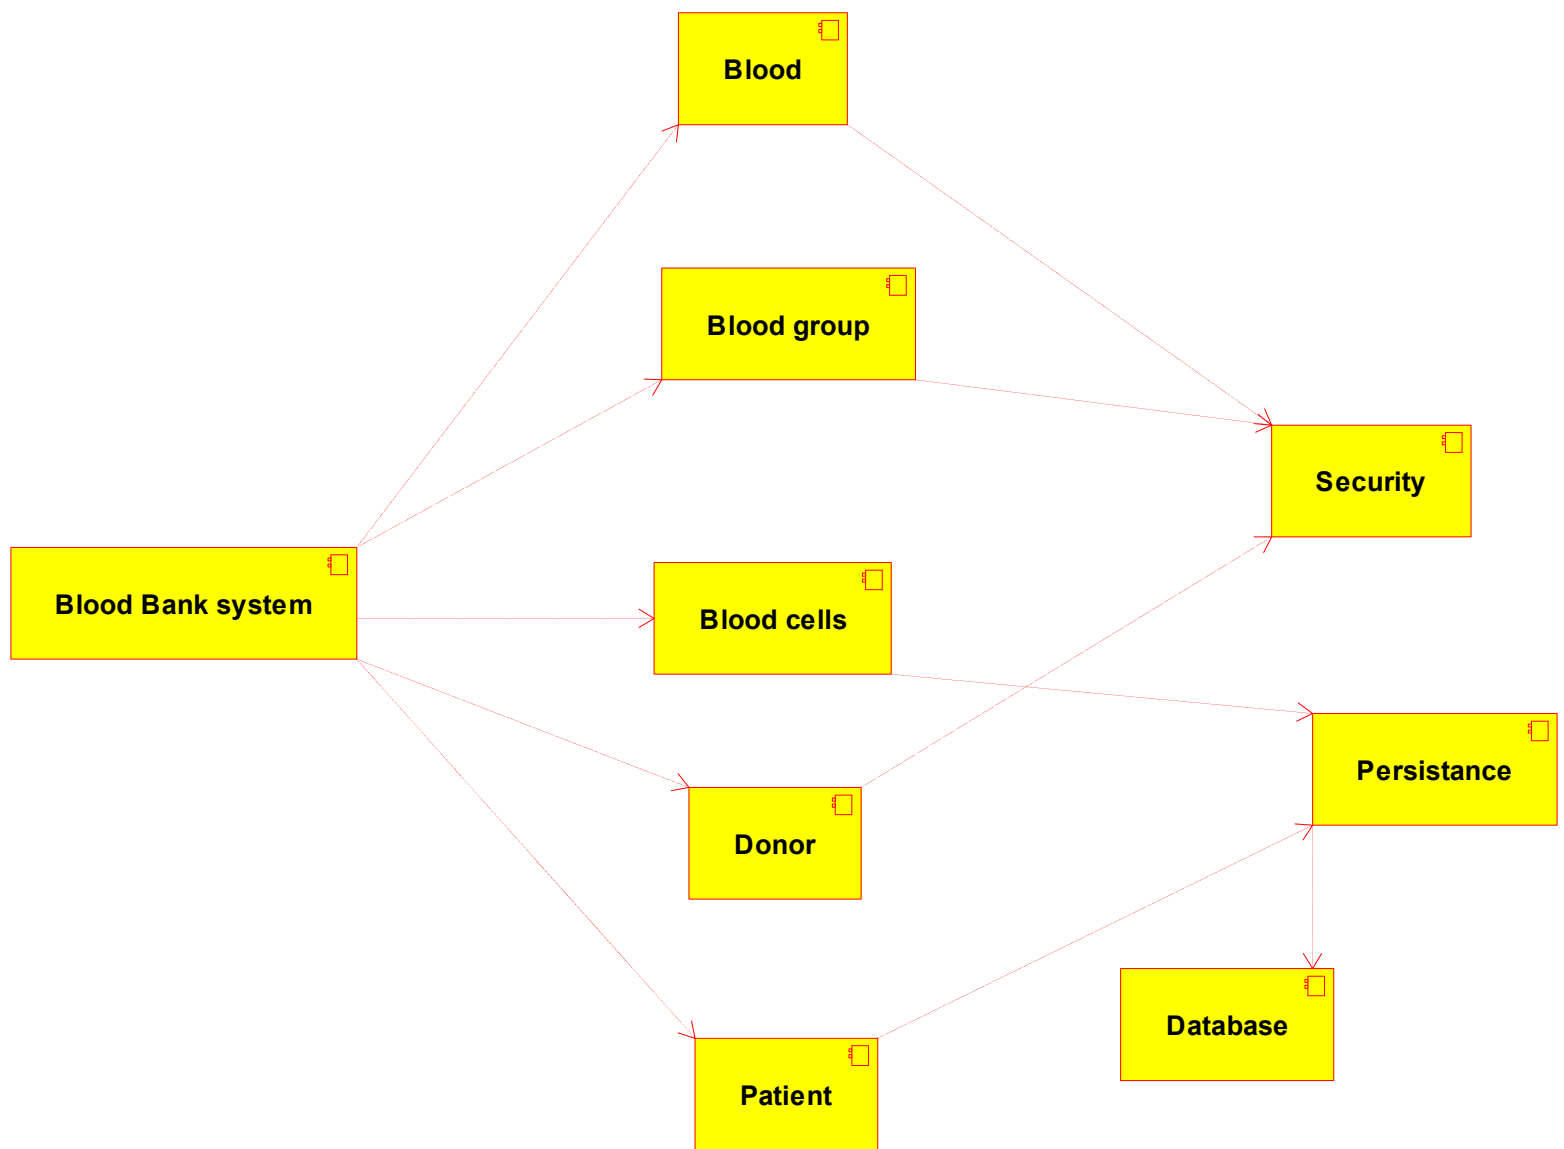 Blood
Blood group
Security
Blood Bank system
Blood cells
Persistance
Donor
Database
Patient